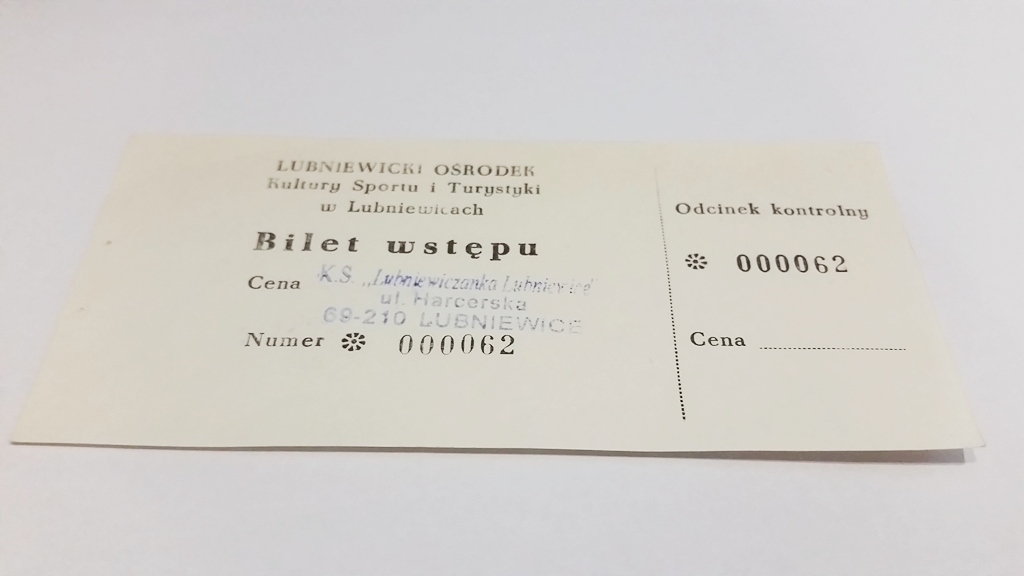 LUBNIEWICKI OŚRODEK
Kultury Sportu i Turystyki
w Lubniewicach
Bilet wstępu
Cena
K.S. „Lubniewiczanka Lubniewice"
ul. Harcerska
69-210 LUBNIEWICE
Numer ❋ 000062
Odcinek kontrolny
❋ 000062
Cena